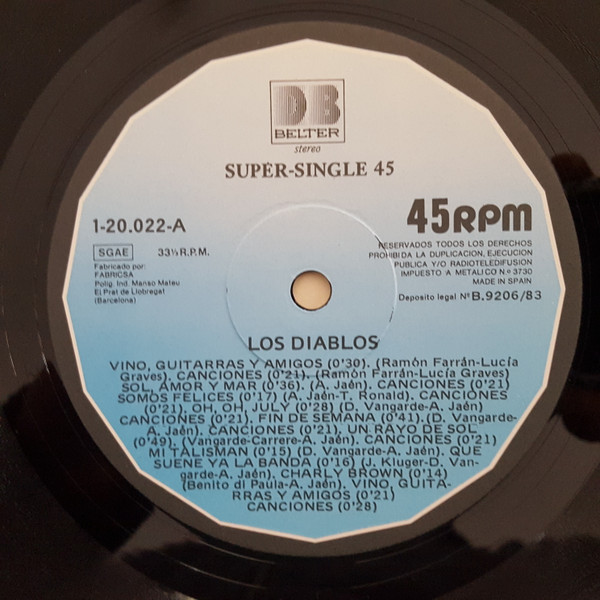 DB
BELTER
stereo
SUPER-SINGLE 45
1-20.022-A
45RPM
SGAE 33⅓ R.P.M.
Fabricado por:
FABRICSA
Polig. Ind. Manso Mateu
El Prat de Llobregat
(Barcelona)
RESERVADOS TODOS LOS DERECHOS
PROHIBIDA LA DUPLICACION, EJECUCION
PUBLICA Y/O RADIOTELEDIFUSION
IMPUESTO A METALICO N.º 3730
MADE IN SPAIN
Deposito legal Nº B.9206/83
LOS DIABLOS
VINO, GUITARRAS Y AMIGOS (0'30). (Ramón Farrán-Lucía
Graves). CANCIONES (0'21). (Ramón Farrán-Lucía Graves)
SOL, AMOR Y MAR (0'36). (A. Jaén). CANCIONES (0'21)
SOMOS FELICES (0'17) (A. Jaén-T. Ronald). CANCIONES
(0'21). OH, OH, JULY (0'28) (D. Vangarde-A. Jaén)
CANCIONES (0'21). FIN DE SEMANA (0'41). (D. Vangarde-
A. Jaén). CANCIONES (0'21). UN RAYO DE SOL
(0'49). (Vangarde-Carrere-A. Jaén). CANCIONES (0'21)
MI TALISMAN (0'15) (D. Vangarde-A. Jaén). QUE
SUENE YA LA BANDA (0'16) (J. Kluger-D. Van-
garde-A. Jaén). CHARLY BROWN (0'14)
(Benito di Paula-A. Jaén). VINO, GUITA-
RRAS Y AMIGOS (0'21)
CANCIONES (0'28)